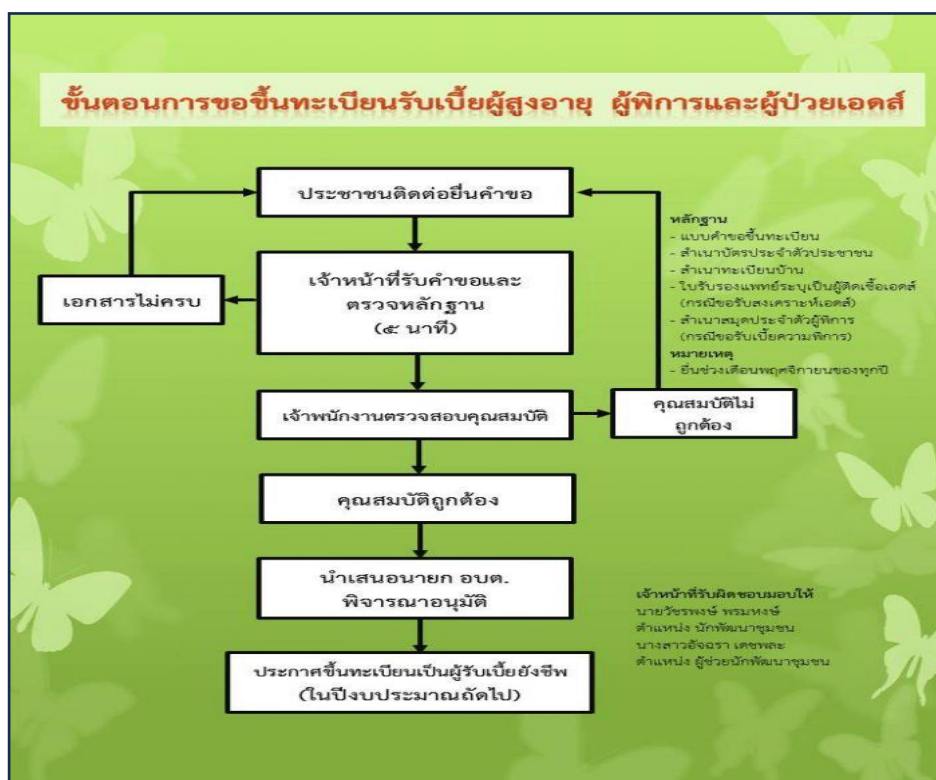 ขั้นตอนการขอขึ้นทะเบียนรับเบี้ยผู้สูงอายุ ผู้พิการและผู้ป่วยเอดส์
ประชาชนติดต่อยื่นคำขอ
หลักฐาน
- แบบคำขอขึ้นทะเบียน
- สำเนาบัตรประจำตัวประชาชน
- สำเนาทะเบียนบ้าน
- ใบรับรองแพทย์ระบุเป็นผู้ติดเชื้อเอดส์
(กรณีขอรับสงเคราะห์เอดส์)
- สำเนาสมุดประจำตัวผู้พิการ
(กรณีขอรับเบี้ยความพิการ)
หมายเหตุ
- ยื่นช่วงเดือนพฤศจิกายนของทุกปี
เอกสารไม่ครบ
เจ้าหน้าที่รับคำขอและ
ตรวจหลักฐาน
(๕ นาที)
เจ้าพนักงานตรวจสอบคุณสมบัติ
คุณสมบัติไม่
ถูกต้อง
คุณสมบัติถูกต้อง
นำเสนอนายก อบต.
พิจารณาอนุมัติ
ประกาศขึ้นทะเบียนเป็นผู้รับเบี้ยยังชีพ
(ในปีงบประมาณถัดไป)
เจ้าหน้าที่รับผิดชอบมอบให้
นายวัชรพงษ์ พรมหงษ์
ตำแหน่ง นักพัฒนาชุมชน
นางสาวอัจฉรา เดชพละ
ตำแหน่ง ผู้ช่วยนักพัฒนาชุมชน